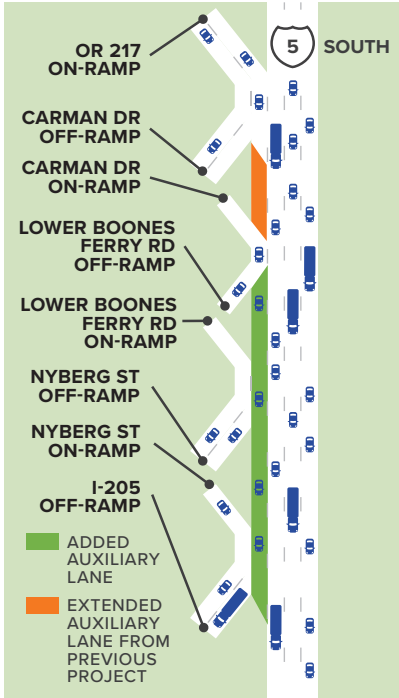 5
SOUTH
OR 217
ON-RAMP
CARMAN DR
OFF-RAMP
CARMAN DR
ON-RAMP
LOWER BOONES
FERRY RD
OFF-RAMP
LOWER BOONES
FERRY RD
ON-RAMP
NYBERG ST
OFF-RAMP
NYBERG ST
ON-RAMP
I-205
OFF-RAMP
ADDED
AUXILIARY
LANE
EXTENDED
AUXILIARY
LANE FROM
PREVIOUS
PROJECT